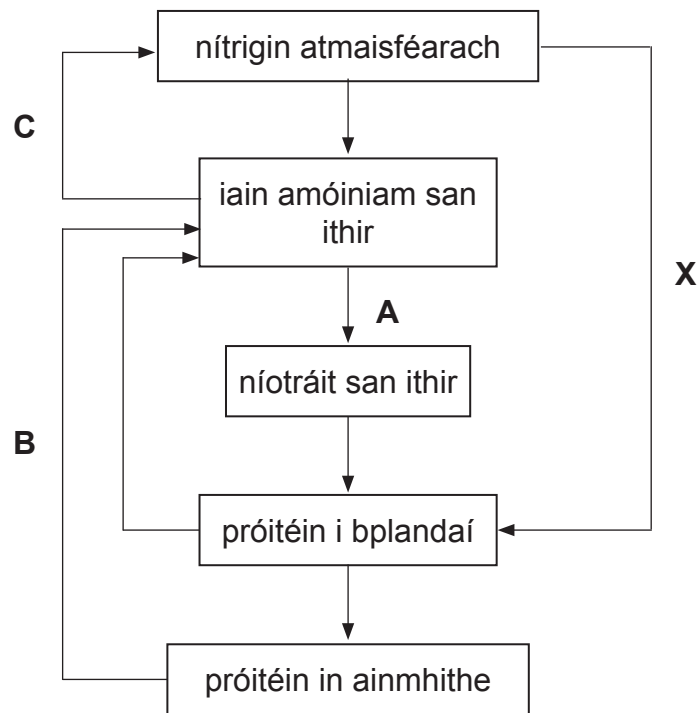 nítrigin atmaisféarach
C
iain amóiniam san
ithir
X
A
níotráit san ithir
B
próitéin i bplandaí
próitéin in ainmhithe